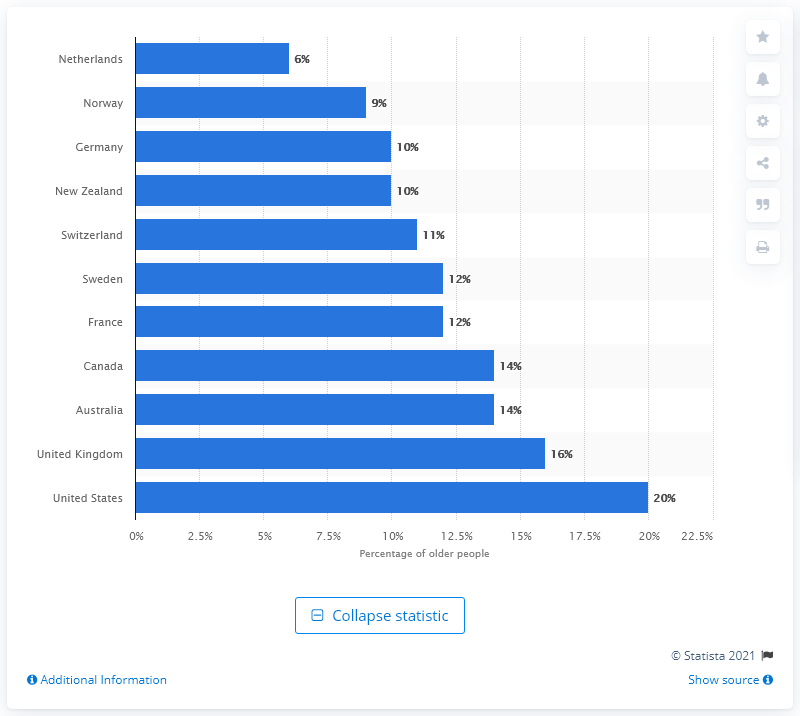 Netherlands 6%
Norway 9%
Germany 10%
New Zealand 10%
Switzerland 11%
Sweden 12%
France 12%
Canada 14%
Australia 14%
United Kingdom 16%
United States 20%
0% 2.5% 5% 7.5% 10% 12.5% 15% 17.5% 20% 22.5%
Percentage of older people
Collapse statistic
© Statista 2021
Additional Information Show source